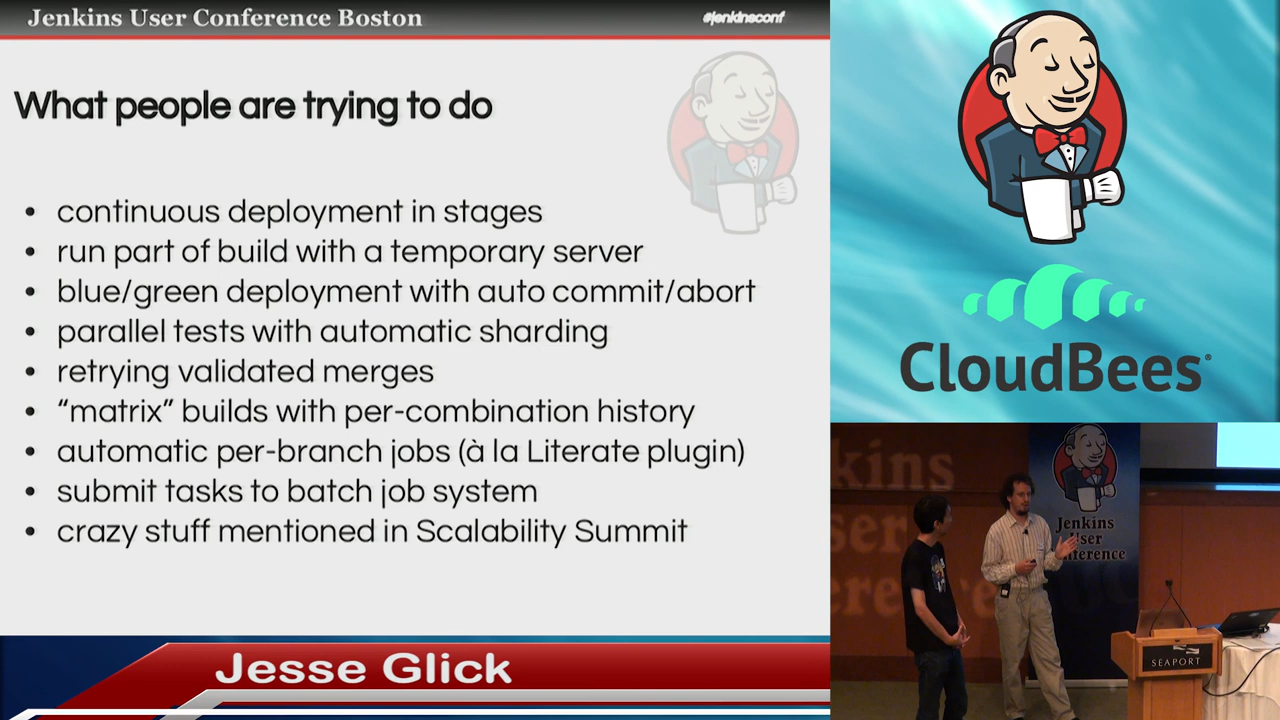 Jenkins User Conference Boston
#jenkinsconf
What people are trying to do
• continuous deployment in stages
• run part of build with a temporary server
• blue/green deployment with auto commit/abort
• parallel tests with automatic sharding
• retrying validated merges
• “matrix” builds with per-combination history
• automatic per-branch jobs (à la Literate plugin)
• submit tasks to batch job system
• crazy stuff mentioned in Scalability Summit
Jesse Glick
CloudBees®
Jenkins
User
Conference
SEAPORT